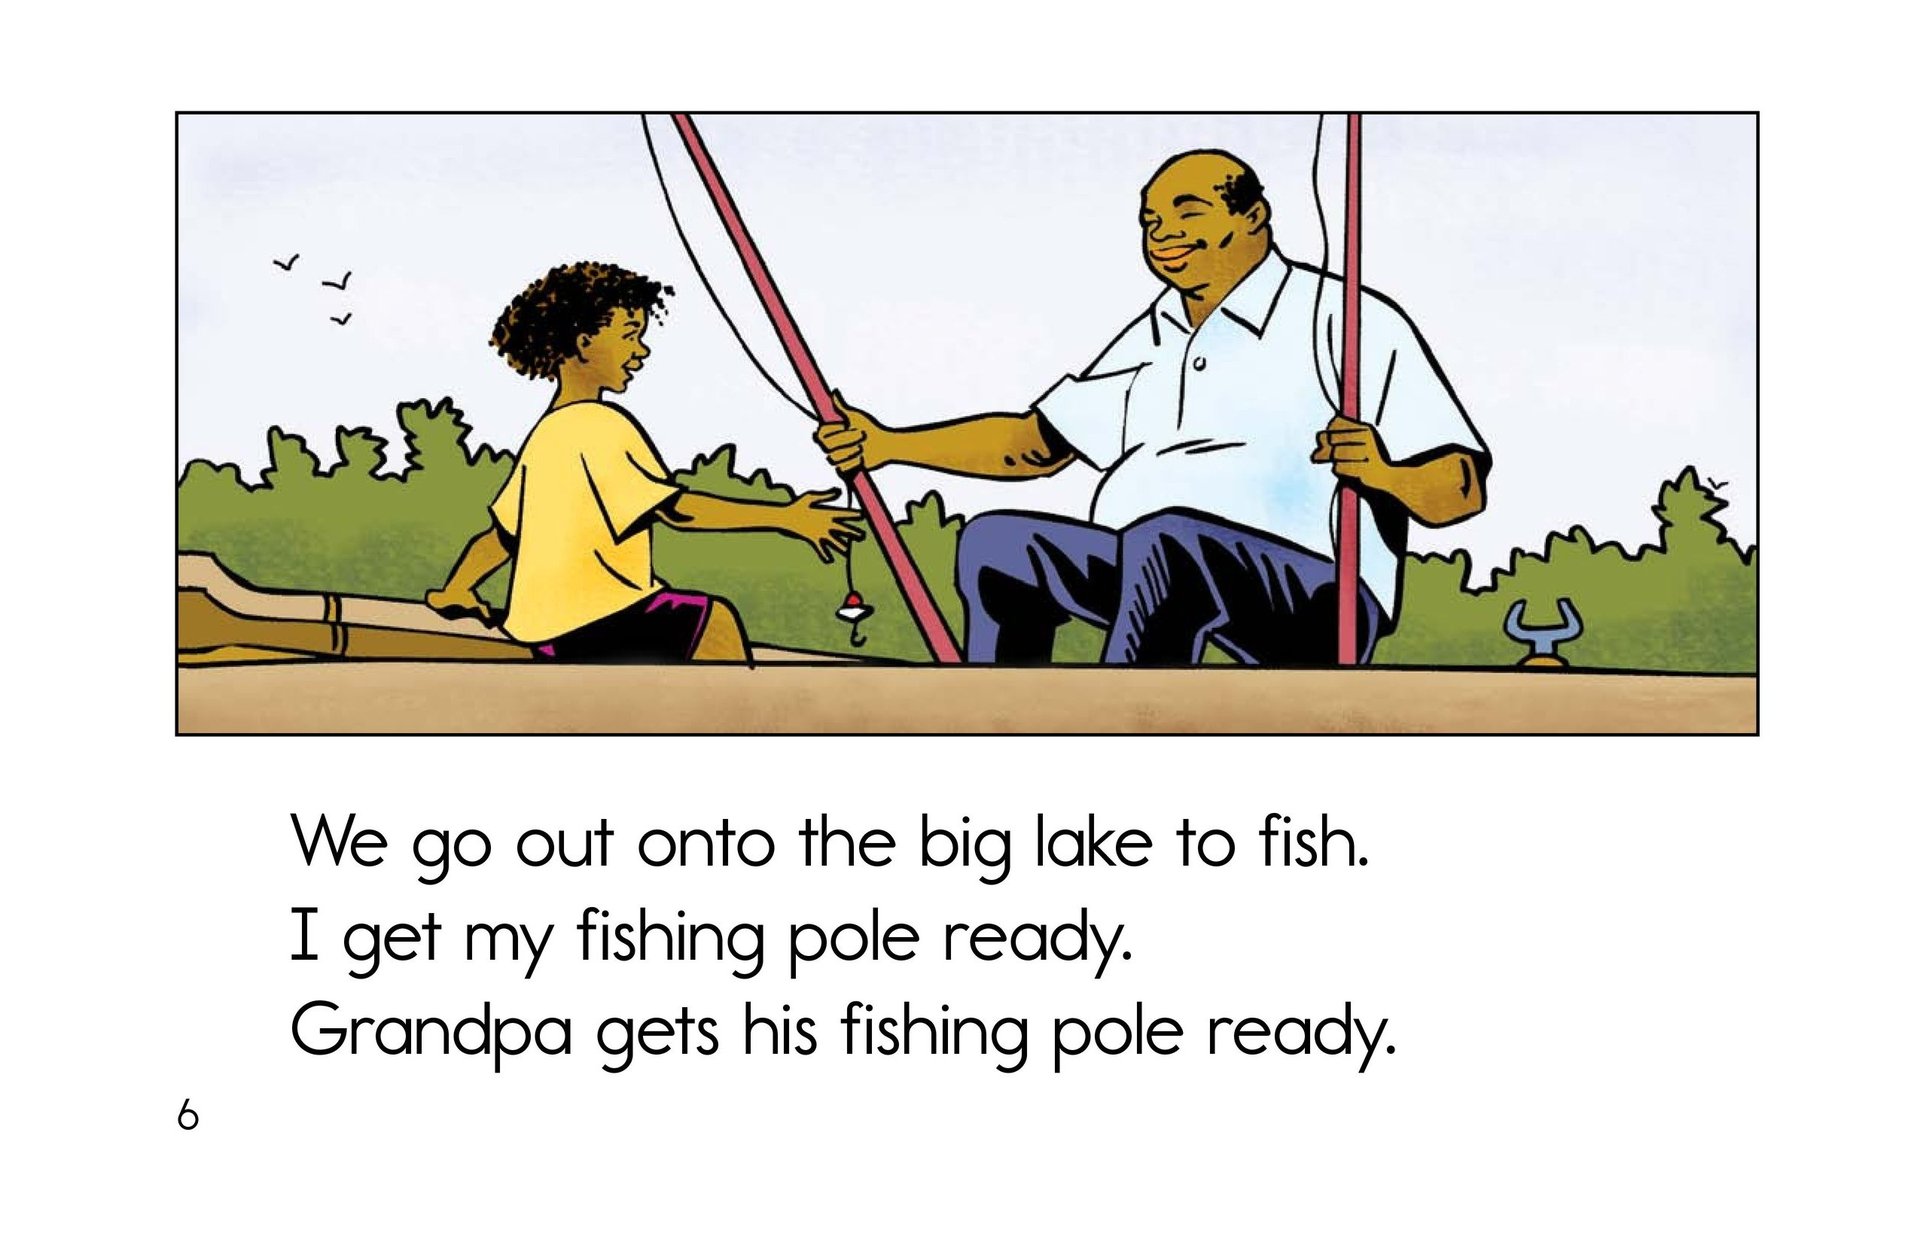 We go out onto the big lake to fish.
I get my fishing pole ready.
Grandpa gets his fishing pole ready.
6